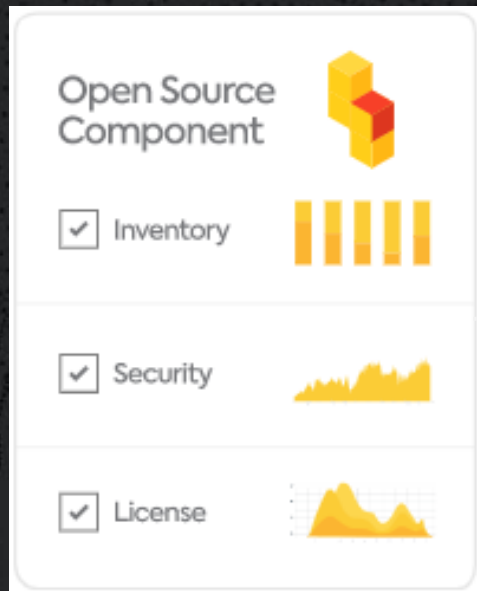 Open Source
Component
Inventory
Security
License